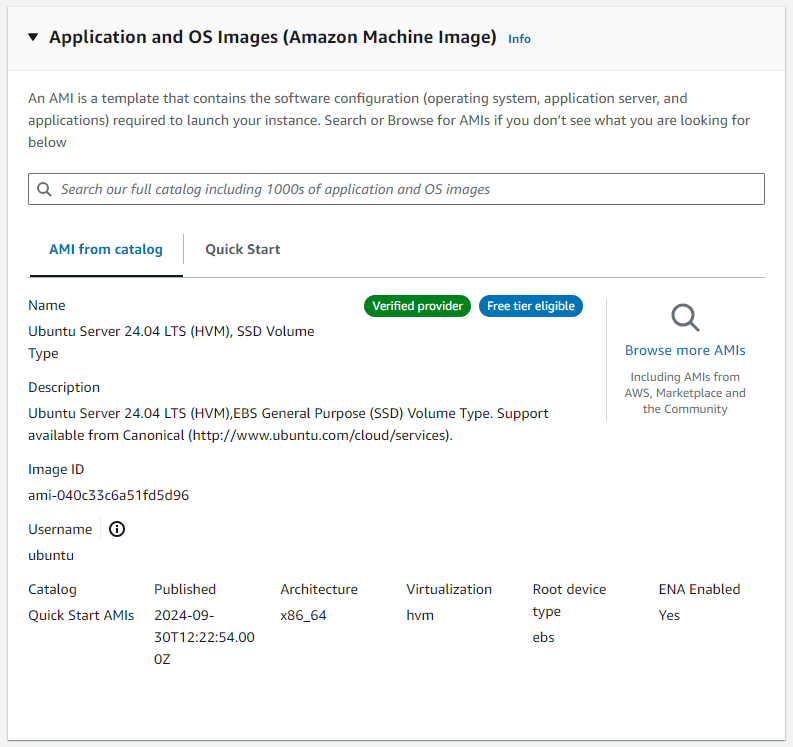 Application and OS Images (Amazon Machine Image) Info
An AMI is a template that contains the software configuration (operating system, application server, and
applications) required to launch your instance. Search or Browse for AMIs if you don't see what you are looking for
below
Search our full catalog including 1000s of application and OS images
AMI from catalog
Quick Start
Name
Verified provider
Free tier eligible
Ubuntu Server 24.04 LTS (HVM), SSD Volume
Type
Description
Ubuntu Server 24.04 LTS (HVM),EBS General Purpose (SSD) Volume Type. Support
available from Canonical (http://www.ubuntu.com/cloud/services).
Image ID
ami-040c33c6a51fd5d96
Username
ubuntu
Browse more AMIs
Including AMIs from
AWS, Marketplace and
the Community
Catalog
Quick Start AMIs
Published
2024-09-
30T12:22:54.00
0Z
Architecture
x86_64
Virtualization
hvm
Root device
type
ebs
ENA Enabled
Yes